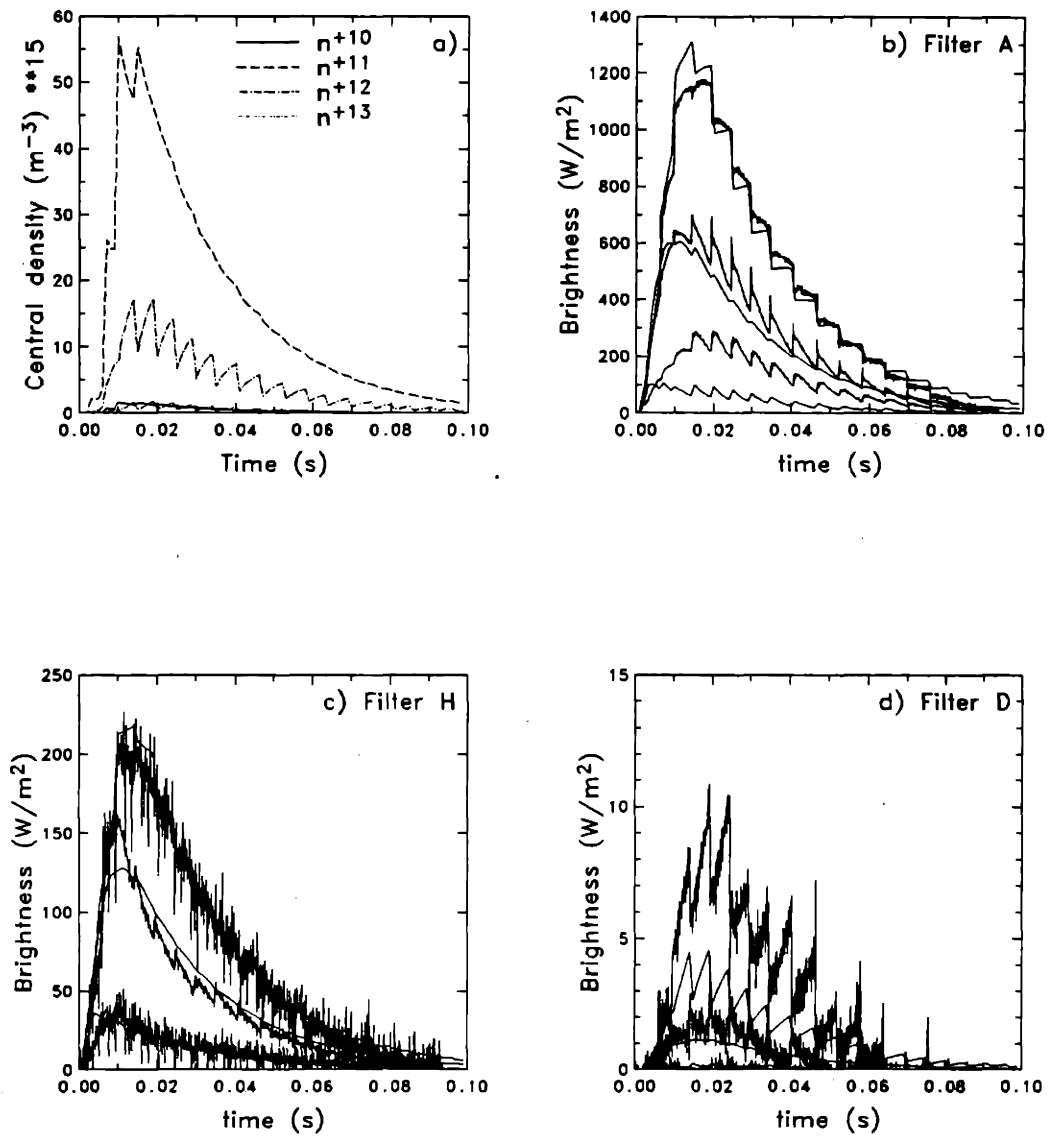 a)
n+10
n+11
n+12
n+13
Central density (m−3) **15
60
50
40
30
20
10
0
0.00 0.02 0.04 0.06 0.08 0.10
Time (s)
b) Filter A
Brightness (W/m2)
1400
1200
1000
800
600
400
200
0
0.00 0.02 0.04 0.06 0.08 0.10
time (s)
c) Filter H
Brightness (W/m2)
250
200
150
100
50
0
0.00 0.02 0.04 0.06 0.08 0.10
time (s)
d) Filter D
Brightness (W/m2)
15
10
5
0
0.00 0.02 0.04 0.06 0.08 0.10
time (s)